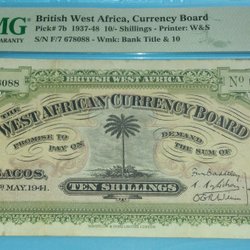 MG
British West Africa, Currency Board
Pick# 7b 1937-48 10/- Shillings - Printer: W&S
S/N F/7 678088 - Wmk: Bank Title & 10
BRITISH WEST AFRICA
8088
No
WEST AFRICAN CURRENCY BOARD
PROMISE TO PAY ON
DEMAND THE SUM OF
LAGOS,
MAY, 1941.
TEN SHILLINGS